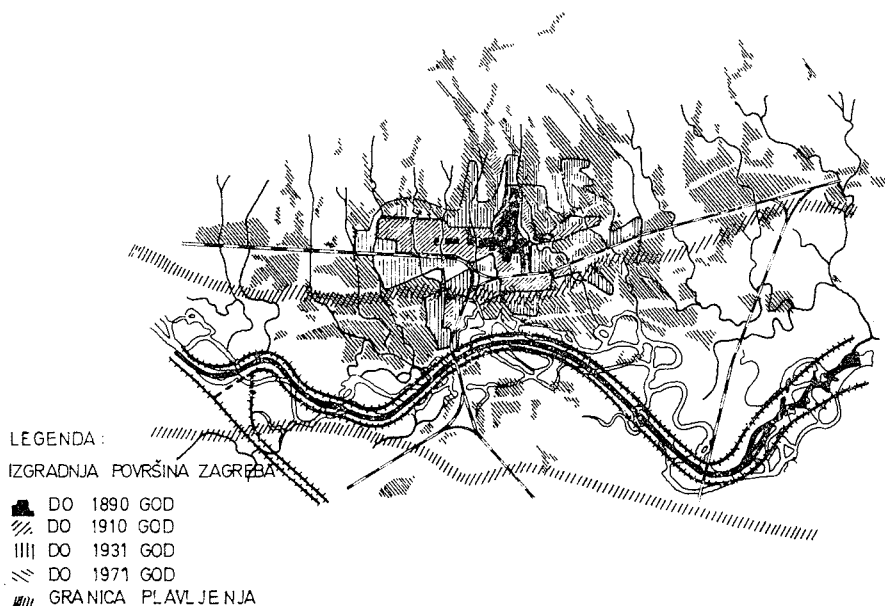 LEGENDA :
IZGRADNJA POVRŠINA ZAGREBA
DO 1890 GOD
DO 1910 GOD
DO 1931 GOD
DO 1971 GOD
GRANICA PLAVLJENJA